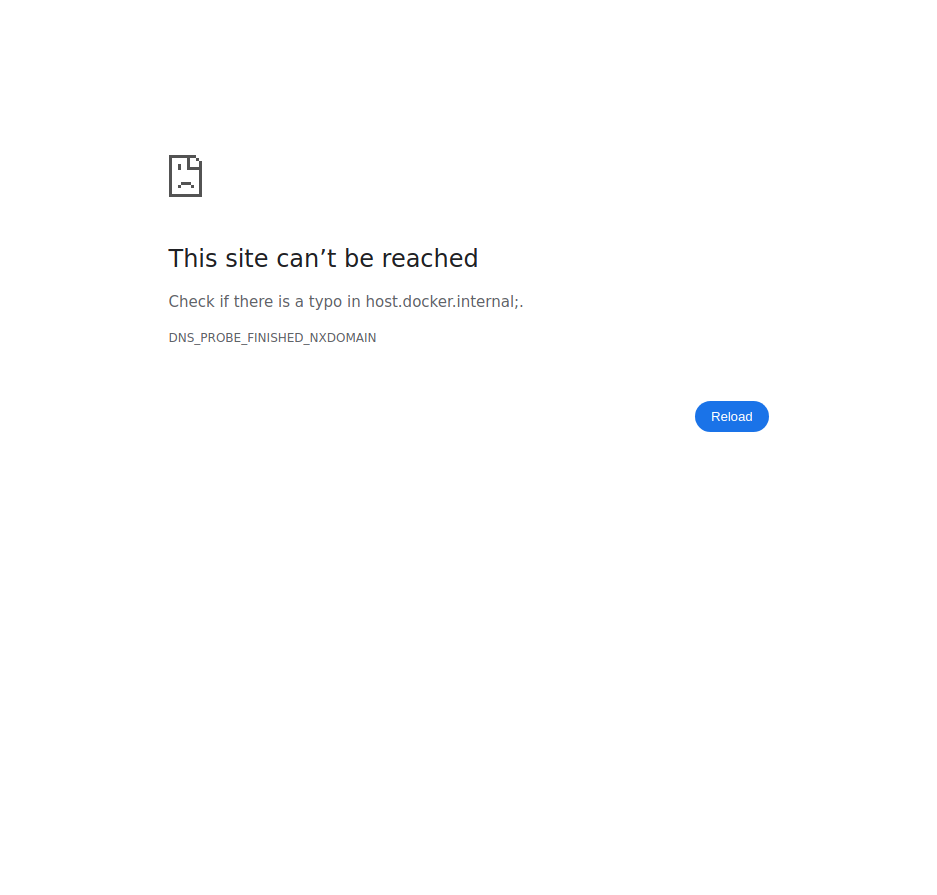 This site can’t be reached
Check if there is a typo in host.docker.internal;.
DNS_PROBE_FINISHED_NXDOMAIN
Reload